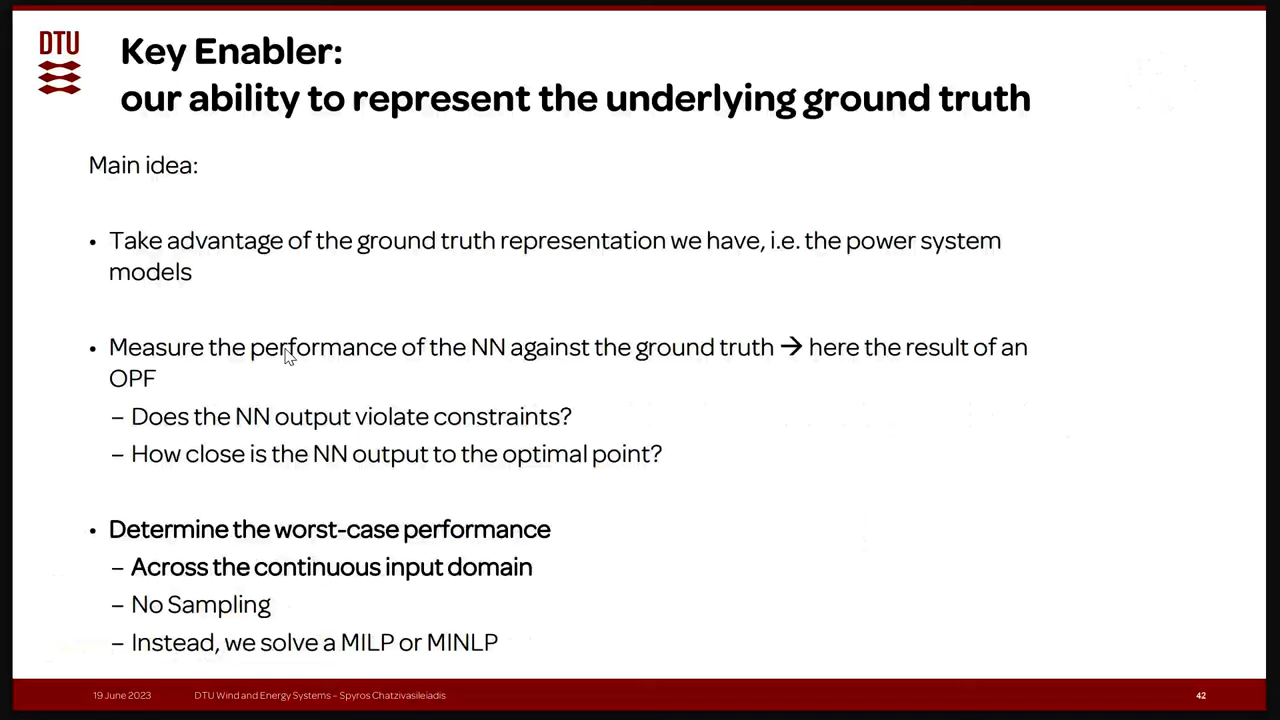 DTU
Key Enabler:
our ability to represent the underlying ground truth
Main idea:
• Take advantage of the ground truth representation we have, i.e. the power system
models
• Measure the performance of the NN against the ground truth → here the result of an
OPF
– Does the NN output violate constraints?
– How close is the NN output to the optimal point?
• Determine the worst-case performance
– Across the continuous input domain
– No Sampling
– Instead, we solve a MILP or MINLP
19 June 2023 DTU Wind and Energy Systems – Spyros Chatzivasileiadis 42